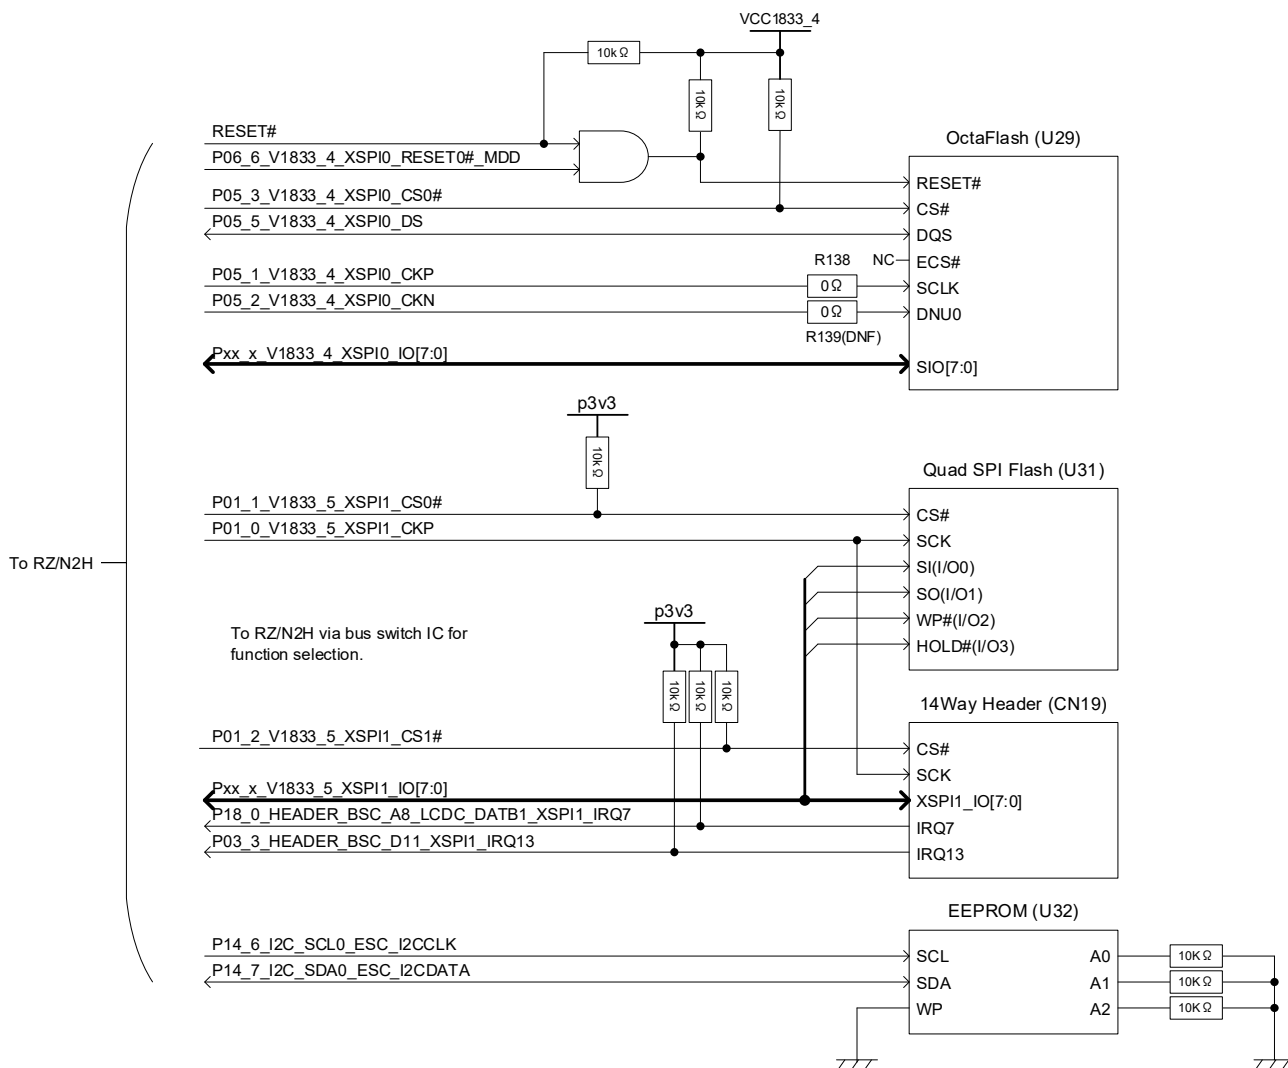 VCC1833_4
10kΩ
10kΩ
10kΩ
RESET#
P06_6_V1833_4_XSPI0_RESET0#_MDD
P05_3_V1833_4_XSPI0_CS0#
P05_5_V1833_4_XSPI0_DS
P05_1_V1833_4_XSPI0_CKP
P05_2_V1833_4_XSPI0_CKN
Pxx_x_V1833_4_XSPI0_IO[7:0]
R138
0Ω
0Ω
R139(DNF)
NC
OctaFlash (U29)
RESET#
CS#
DQS
ECS#
SCLK
DNU0
SIO[7:0]
p3v3
10kΩ
P01_1_V1833_5_XSPI1_CS0#
P01_0_V1833_5_XSPI1_CKP
Quad SPI Flash (U31)
CS#
SCK
SI(I/O0)
SO(I/O1)
WP#(I/O2)
HOLD#(I/O3)
To RZ/N2H
To RZ/N2H via bus switch IC for
function selection.
p3v3
10kΩ
10kΩ
10kΩ
P01_2_V1833_5_XSPI1_CS1#
Pxx_x_V1833_5_XSPI1_IO[7:0]
P18_0_HEADER_BSC_A8_LCDC_DATB1_XSPI1_IRQ7
P03_3_HEADER_BSC_D11_XSPI1_IRQ13
14Way Header (CN19)
CS#
SCK
XSPI1_IO[7:0]
IRQ7
IRQ13
EEPROM (U32)
P14_6_I2C_SCL0_ESC_I2CCLK
P14_7_I2C_SDA0_ESC_I2CDATA
SCL
SDA
WP
A0
A1
A2
10KΩ
10KΩ
10KΩ